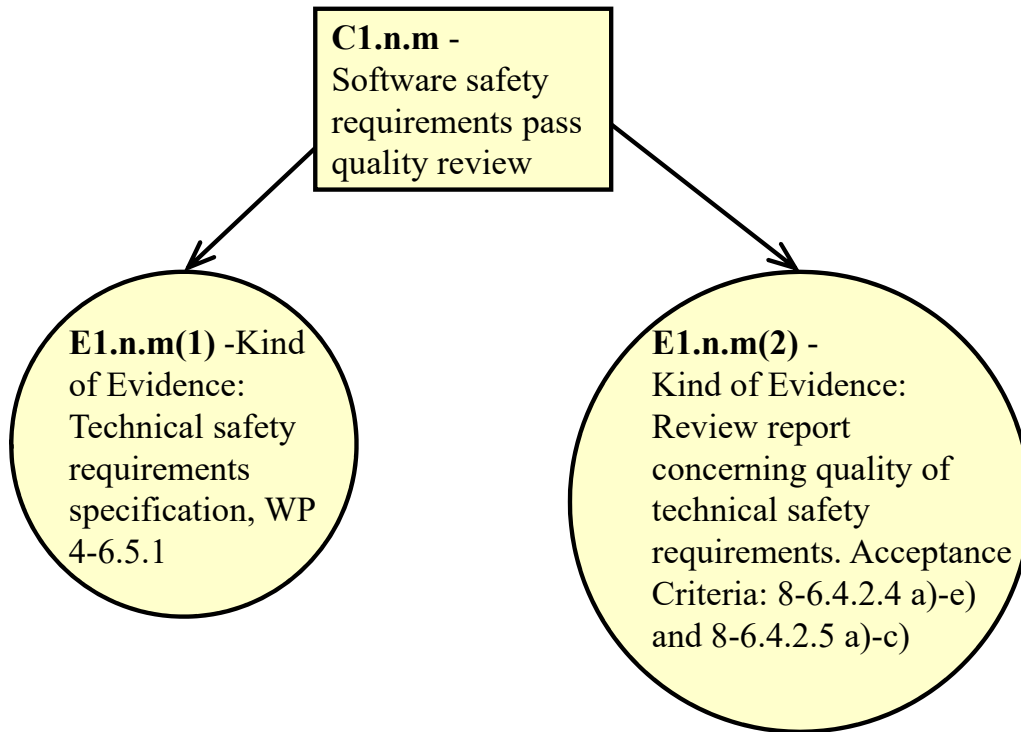 C1.n.m -
Software safety
requirements pass
quality review
E1.n.m(1) -Kind
of Evidence:
Technical safety
requirements
specification, WP
4-6.5.1
E1.n.m(2) -
Kind of Evidence:
Review report
concerning quality of
technical safety
requirements. Acceptance
Criteria: 8-6.4.2.4 a)-e)
and 8-6.4.2.5 a)-c)